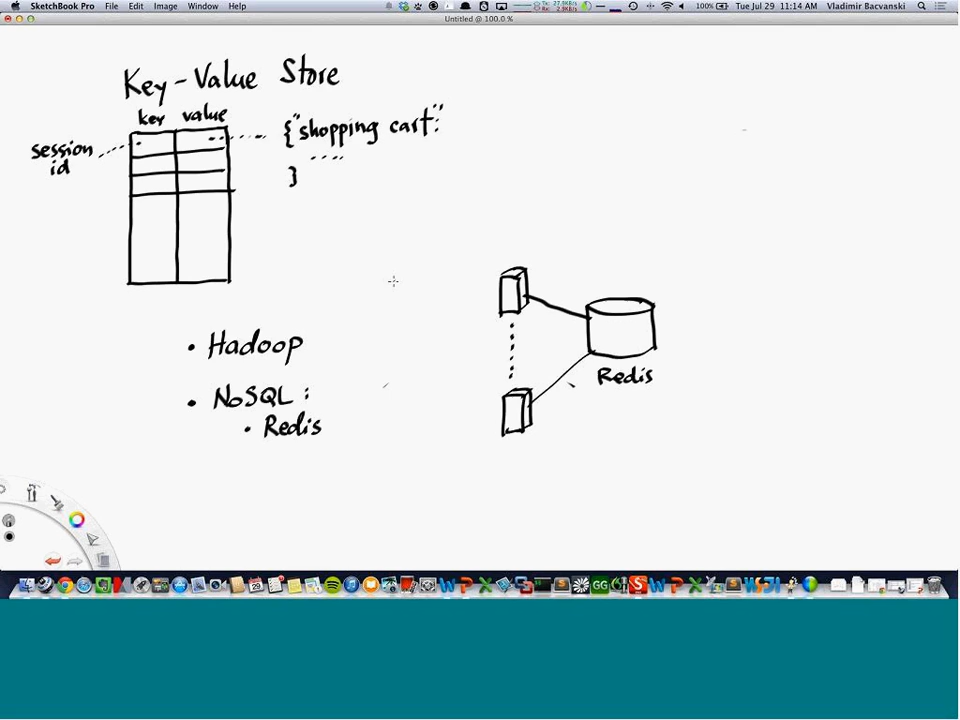 SketchBook Pro File Edit Image Window Help
100% Tue Jul 29 11:14 AM Vladimir Bacvanski
Untitled @ 100.0 %
Key-Value Store
key value
session id
{"shopping cart:"
....
}
• Hadoop
• NoSQL:
• Redis
Redis